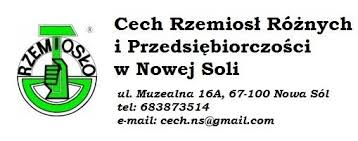 RZEMIOSŁO
Cech Rzemiosł Różnych
i Przedsiębiorczości
w Nowej Soli
ul. Muzealna 16A, 67-100 Nowa Sól
tel: 683873514
e-mail: cech.ns@gmail.com